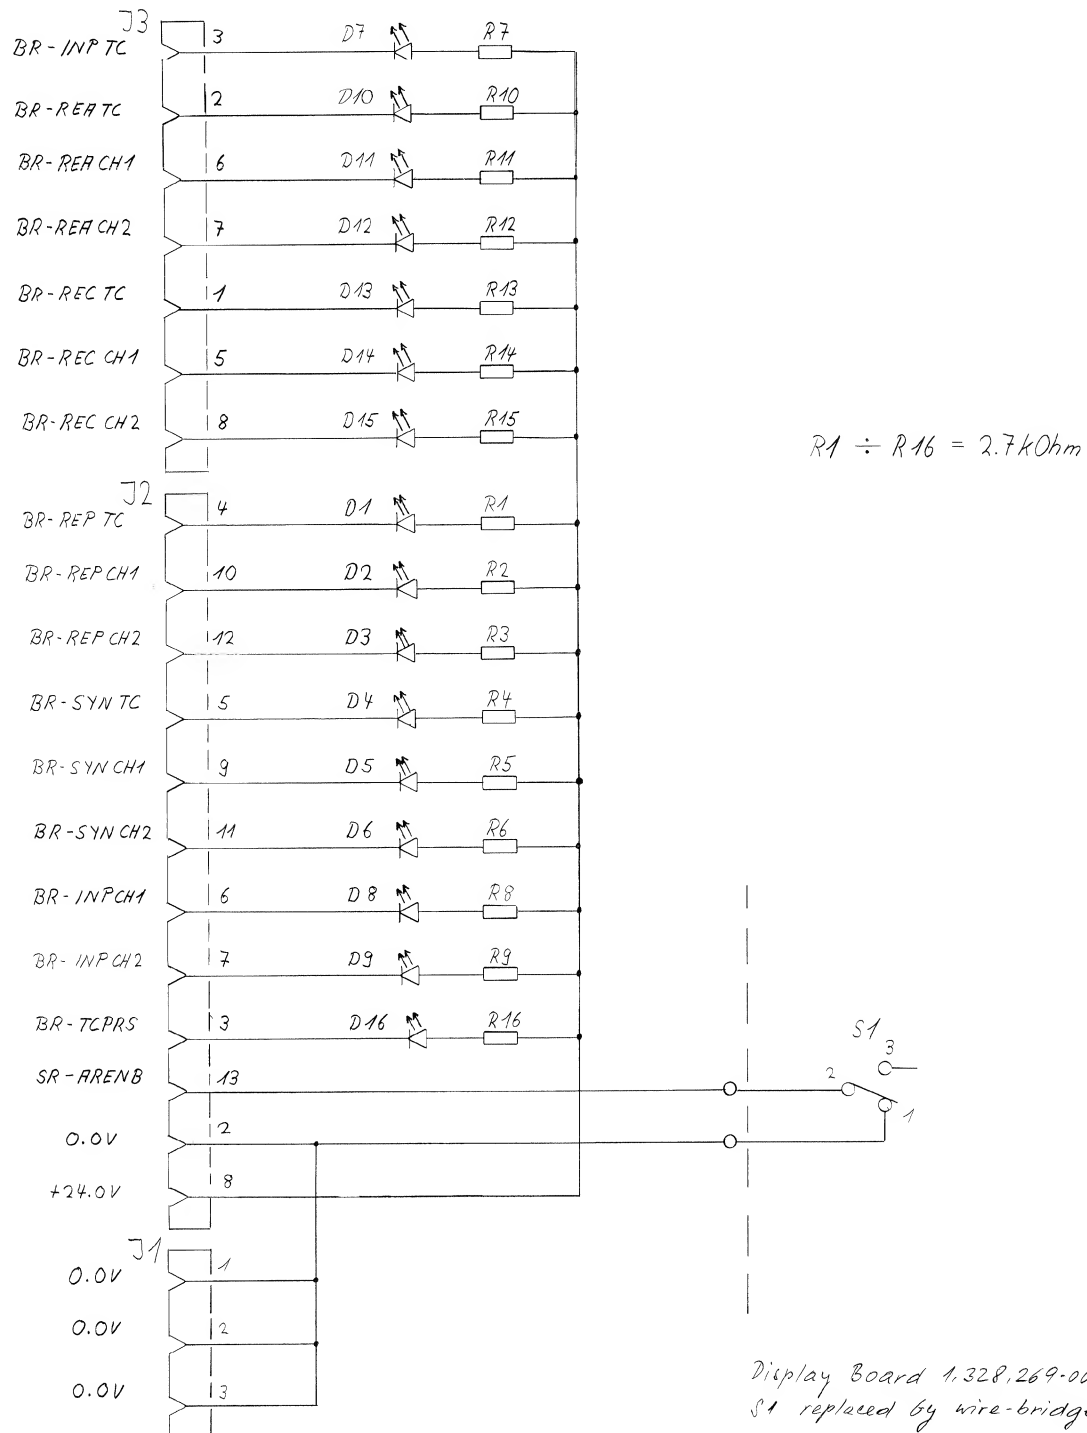 J3
BR-INP TC 3 D7 R7
BR-REA TC 2 D10 R10
BR-REA CH1 6 D11 R11
BR-REA CH2 7 D12 R12
BR-REC TC 1 D13 R13
BR-REC CH1 5 D14 R14
BR-REC CH2 8 D15 R15
R1 ÷ R16 = 2.7kOhm
J2
BR-REP TC 4 D1 R1
BR-REP CH1 10 D2 R2
BR-REP CH2 12 D3 R3
BR-SYN TC 5 D4 R4
BR-SYN CH1 9 D5 R5
BR-SYN CH2 11 D6 R6
BR-INP CH1 6 D8 R8
BR-INP CH2 7 D9 R9
BR-TCPRS 3 D16 R16
S1
3
SR-ARENB 13 2
1
0.0V 2
+24.0V 8
J1
0.0V 1
0.0V 2
0.0V 3
Display Board 1.328.269-00
S1 replaced by wire-bridge